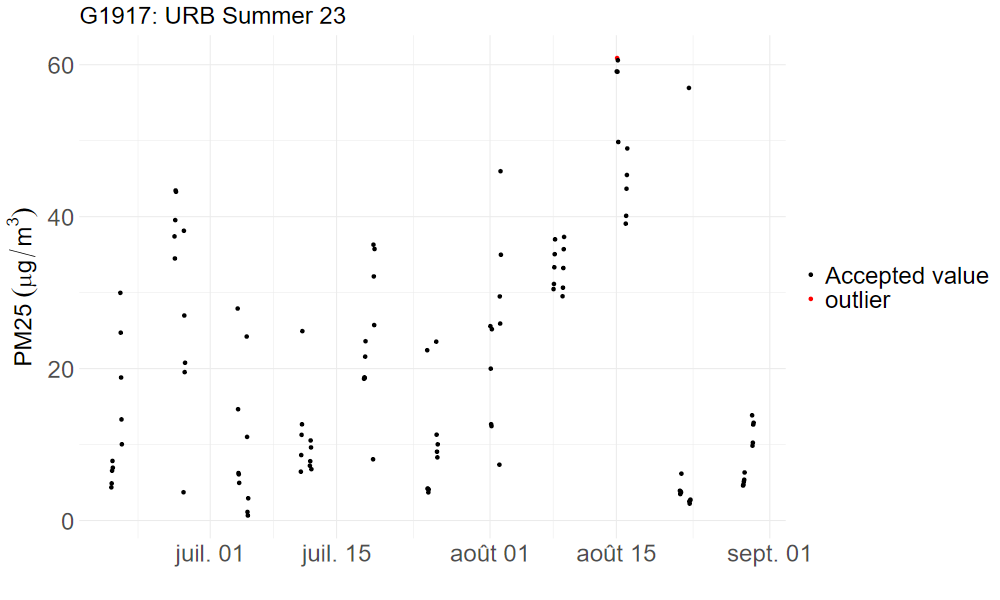 G1917: URB Summer 23
PM25 (μg/m³)
60
40
20
0
juil. 01
juil. 15
août 01
août 15
sept. 01
Accepted value
outlier